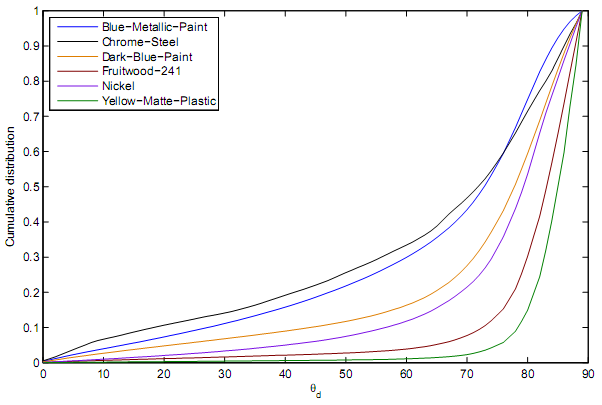 Blue-Metallic-Paint
Chrome-Steel
Dark-Blue-Paint
Fruitwood-241
Nickel
Yellow-Matte-Plastic
Cumulative distribution
1
0.9
0.8
0.7
0.6
0.5
0.4
0.3
0.2
0.1
0
0 10 20 30 40 50 60 70 80 90
θd